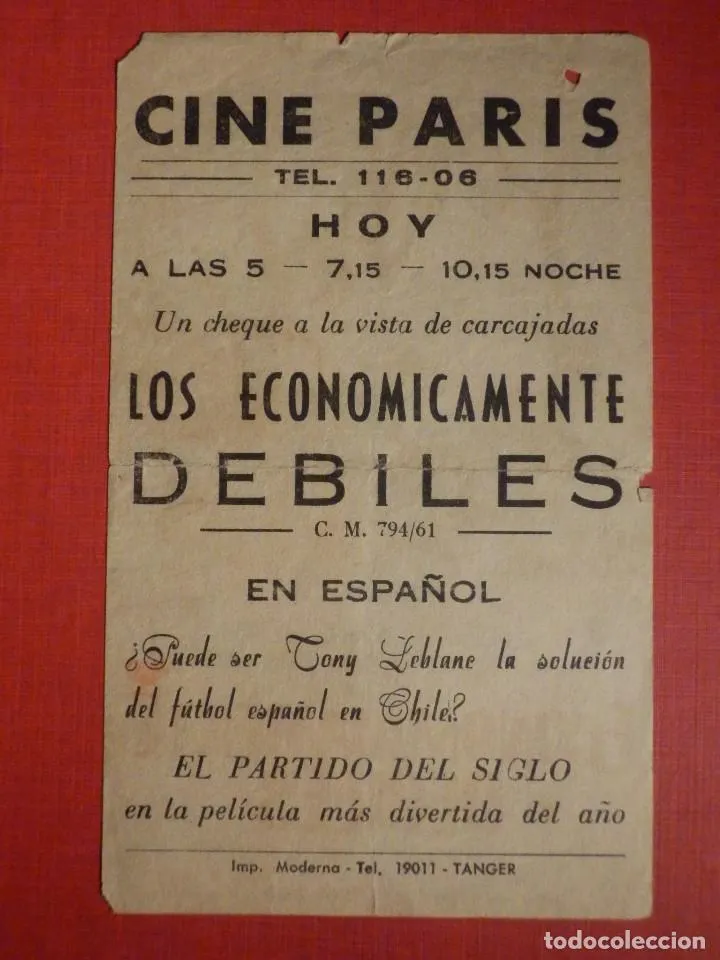 CINE PARIS
TEL. 116-06
HOY
A LAS 5 — 7,15 — 10,15 NOCHE
Un cheque a la vista de carcajadas
LOS ECONOMICAMENTE
DEBILES
C. M. 794/61
EN ESPAÑOL
¿Puede ser Tony Leblanc la solución
del fútbol español en Chile?
EL PARTIDO DEL SIGLO
en la película más divertida del año
Imp. Moderna - Tel. 19011 - TANGER
todocoleccion